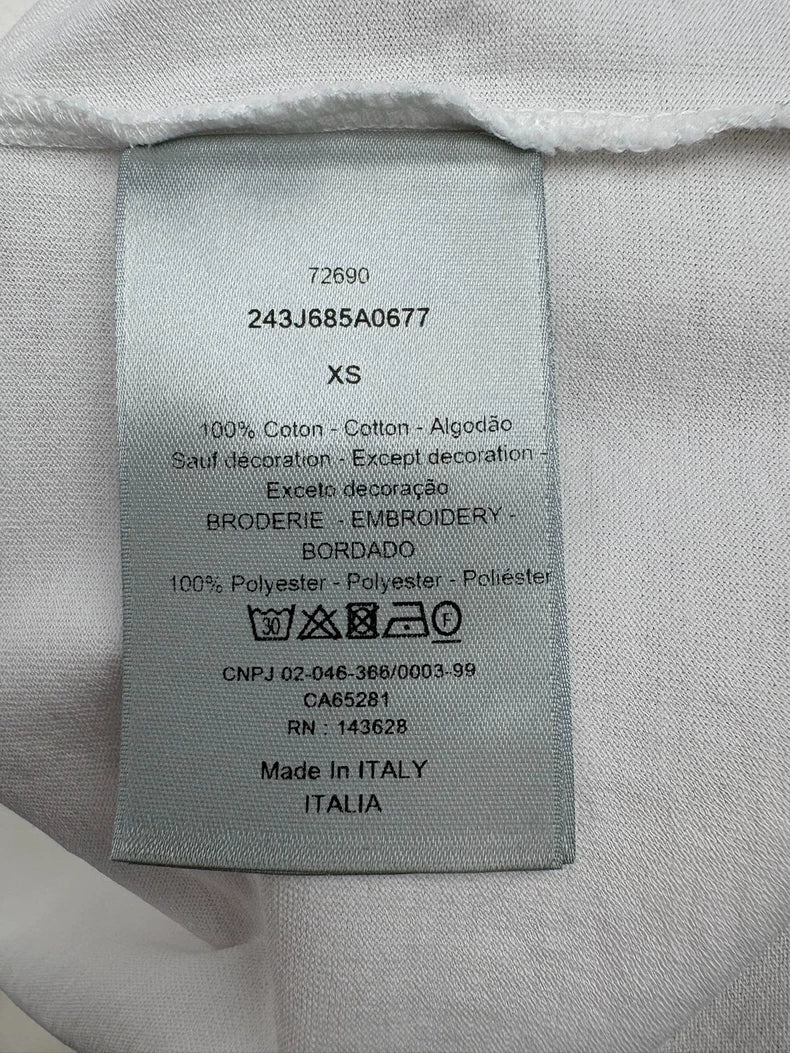 72690
243J685A0677
XS
100% Coton - Cotton - Algodão
Sauf décoration - Except decoration -
Exceto decoração
BRODERIE - EMBROIDERY -
BORDADO
100% Polyester - Polyester - Poliéster
30 F
CNPJ 02-046-366/0003-99
CA65281
RN : 143628
Made In ITALY
ITALIA